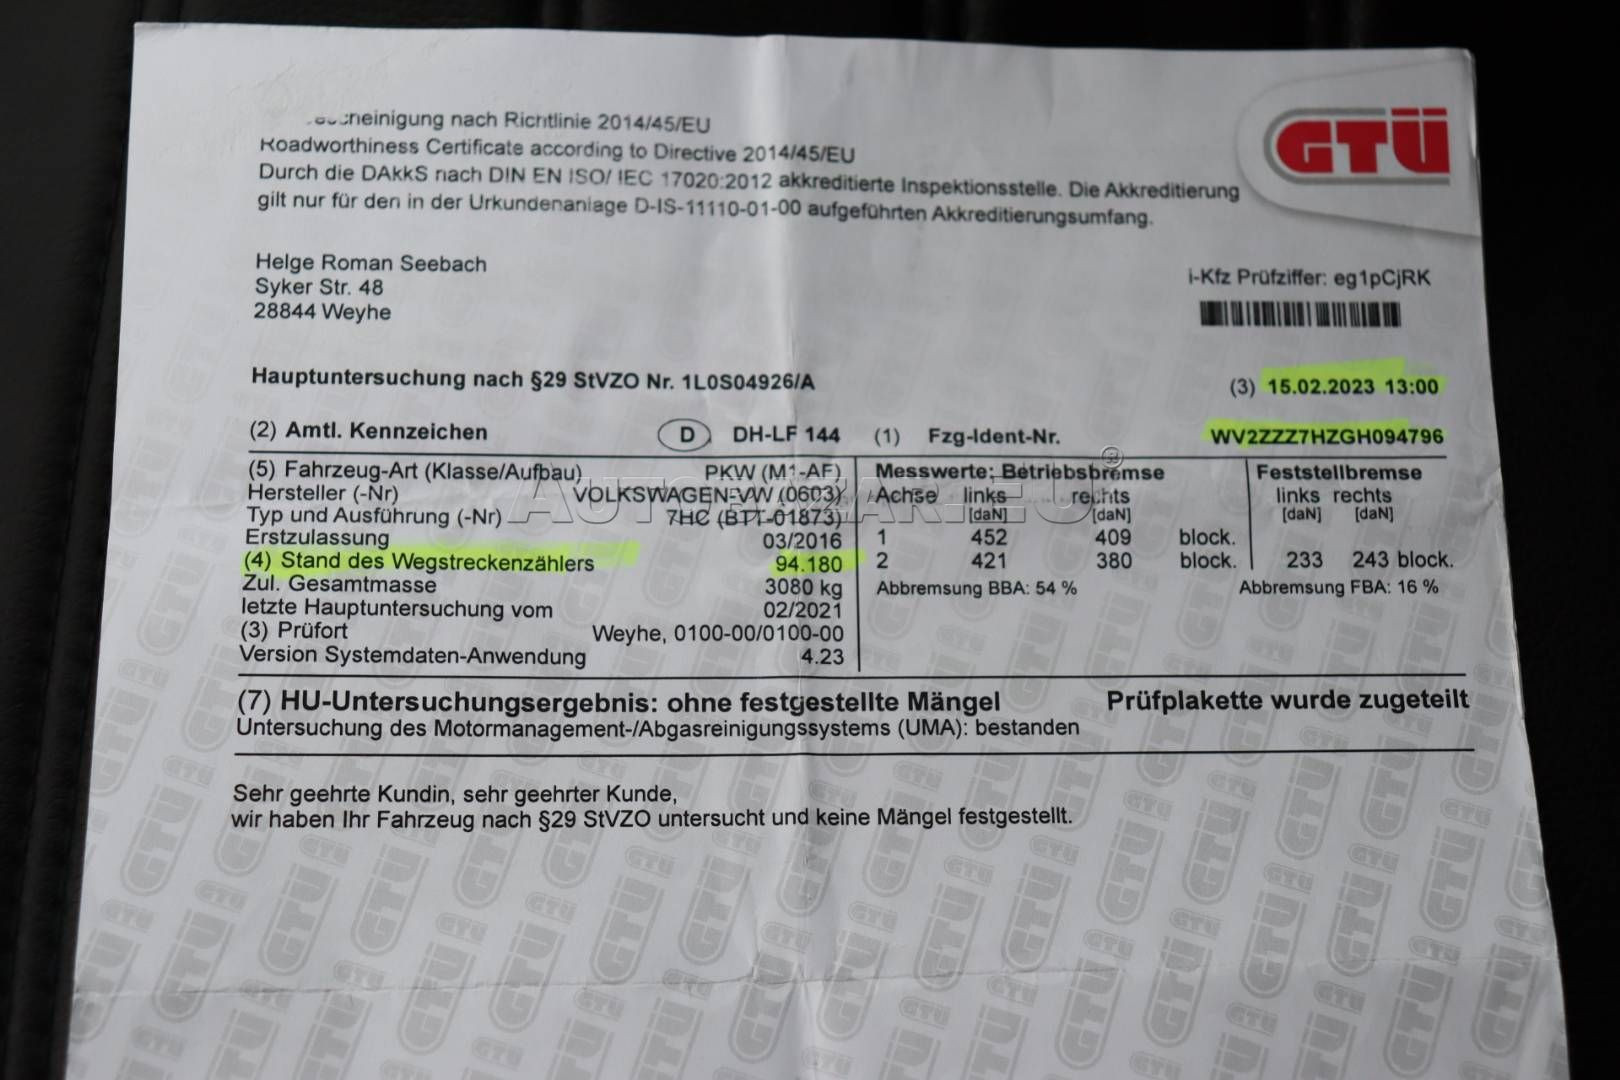 GTÜ
Bescheinigung nach Richtlinie 2014/45/EU
Roadworthiness Certificate according to Directive 2014/45/EU
Durch die DAkkS nach DIN EN ISO/ IEC 17020:2012 akkreditierte Inspektionsstelle. Die Akkreditierung
gilt nur für den in der Urkundenanlage D-IS-11110-01-00 aufgeführten Akkreditierungsumfang.
Helge Roman Seebach
Syker Str. 48
28844 Weyhe
i-Kfz Prüfziffer: eg1pCjRK
Hauptuntersuchung nach §29 StVZO Nr. 1L0S04926/A (3) 15.02.2023 13:00
(2) Amtl. Kennzeichen D DH-LF 144 (1) Fzg-Ident-Nr. WV2ZZZ7HZGH094796
(5) Fahrzeug-Art (Klasse/Aufbau) PKW (M1-AF)
Hersteller (-Nr) VOLKSWAGEN-VW (0603)
Typ und Ausführung (-Nr) 7HC (BTT-01873)
Erstzulassung 03/2016
(4) Stand des Wegstreckenzählers 94.180
Zul. Gesamtmasse 3080 kg
letzte Hauptuntersuchung vom 02/2021
(3) Prüfort Weyhe, 0100-00/0100-00
Version Systemdaten-Anwendung 4.23
Messwerte: Betriebsbremse Feststellbremse
Achse links rechts links rechts
[daN] [daN] [daN] [daN]
1 452 409 block.
2 421 380 block. 233 243 block.
Abbremsung BBA: 54 % Abbremsung FBA: 16 %
(7) HU-Untersuchungsergebnis: ohne festgestellte Mängel Prüfplakette wurde zugeteilt
Untersuchung des Motormanagement-/Abgasreinigungssystems (UMA): bestanden
Sehr geehrte Kundin, sehr geehrter Kunde,
wir haben Ihr Fahrzeug nach §29 StVZO untersucht und keine Mängel festgestellt.
AUTOBAZAR.EU